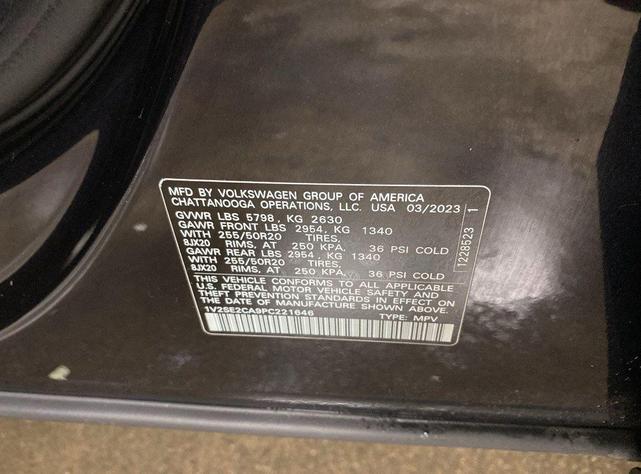 MFD BY VOLKSWAGEN GROUP OF AMERICA
CHATTANOOGA OPERATIONS, LLC. USA 03/2023
GVWR LBS 5798, KG 2630
GAWR FRONT LBS 2954, KG 1340
WITH 255/50R20 TIRES,
8JX20 RIMS, AT 250 KPA, 36 PSI COLD
GAWR REAR LBS 2954, KG 1340
WITH 255/50R20 TIRES,
8JX20 RIMS, AT 250 KPA, 36 PSI COLD
THIS VEHICLE CONFORMS TO ALL APPLICABLE
U.S. FEDERAL MOTOR VEHICLE SAFETY AND
THEFT PREVENTION STANDARDS IN EFFECT ON
THE DATE OF MANUFACTURE SHOWN ABOVE.
1V2SE2CA9PC221646 TYPE: MPV
1228523 1